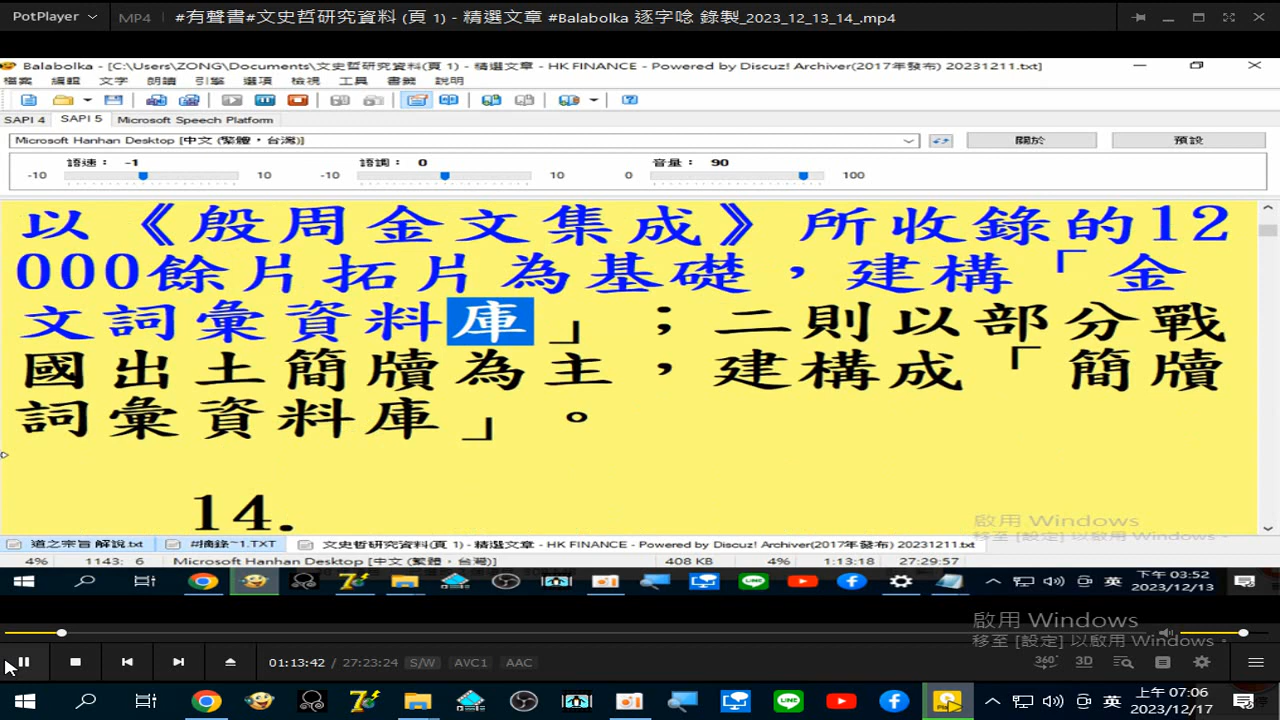 PotPlayer MP4 #有聲書#文史哲研究資料 (頁 1) - 精選文章 #Balabolka 逐字唸 錄製_2023_12_13_14_.mp4
Balabolka - [C:\Users\ZONG\Documents\文史哲研究資料(頁 1) - 精選文章 - HK FINANCE - Powered by Discuz! Archiver(2017年發布) 20231211.txt]
檔案 編輯 文字 朗讀 引擎 選項 檢視 工具 書籤 說明
SAPI 4 SAPI 5 Microsoft Speech Platform
Microsoft Hanhan Desktop [中文 (繁體，台灣)] 關於 預設
語速： -1 語調： 0 音量： 90
-10 10 -10 10 0 100
以《殷周金文集成》所收錄的12
000餘片拓片為基礎，建構「金
文詞彙資料庫」；二則以部分戰
國出土簡牘為主，建構成「簡牘
詞彙資料庫」。
14.
啟用 Windows
移至 [設定] 以啟用 Windows。
道之宗旨 解說.txt #摘錄~1.TXT 文史哲研究資料(頁 1) - 精選文章 - HK FINANCE - Powered by Discuz! Archiver(2017年發布) 20231211.txt
4% 1143: 6 Microsoft Hanhan Desktop [中文 (繁體，台灣)] 408 KB 4% 1:13:18 27:29:57
英 下午 03:52
2023/12/13
啟用 Windows
移至 [設定] 以啟用 Windows。
01:13:42 / 27:23:24 S/W AVC1 AAC 360° 3D
英 上午 07:06
2023/12/17